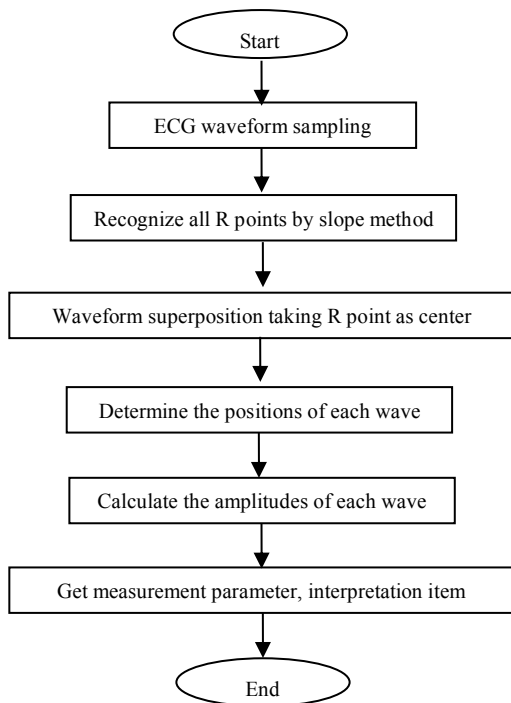 Start
ECG waveform sampling
Recognize all R points by slope method
Waveform superposition taking R point as center
Determine the positions of each wave
Calculate the amplitudes of each wave
Get measurement parameter, interpretation item
End